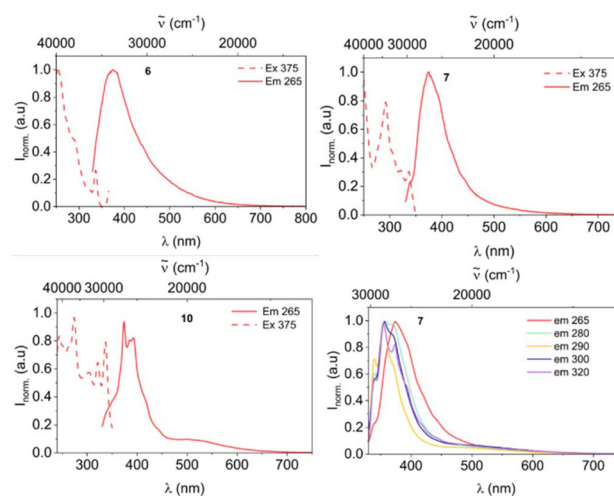 ṽ (cm⁻¹)
40000 30000 20000
6
Ex 375
Em 265
I_norm. (a.u)
1.0
0.8
0.6
0.4
0.2
0.0
300 400 500 600 700 800
λ (nm)
ṽ (cm⁻¹)
40000 30000 20000
7
Ex 375
Em 265
I_norm. (a.u)
1.0
0.8
0.6
0.4
0.2
0.0
300 400 500 600 700
λ (nm)
ṽ (cm⁻¹)
40000 30000 20000
10
Em 265
Ex 375
I_norm. (a.u)
1.0
0.8
0.6
0.4
0.2
0.0
300 400 500 600 700
λ (nm)
ṽ (cm⁻¹)
30000 20000
7
em 265
em 280
em 290
em 300
em 320
I_norm. (a.u)
1.0
0.8
0.6
0.4
0.2
0.0
400 500 600 700
λ (nm)